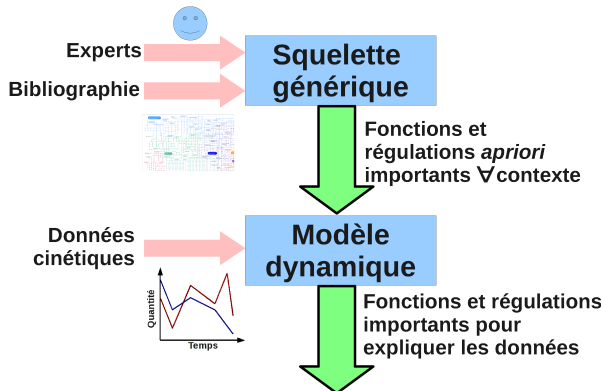 Experts
Bibliographie
Squelette
générique
Fonctions et
régulations apriori
importants ∀ contexte
Données
cinétiques
Modèle
dynamique
Quantité
Temps
Fonctions et régulations
importants pour
expliquer les données